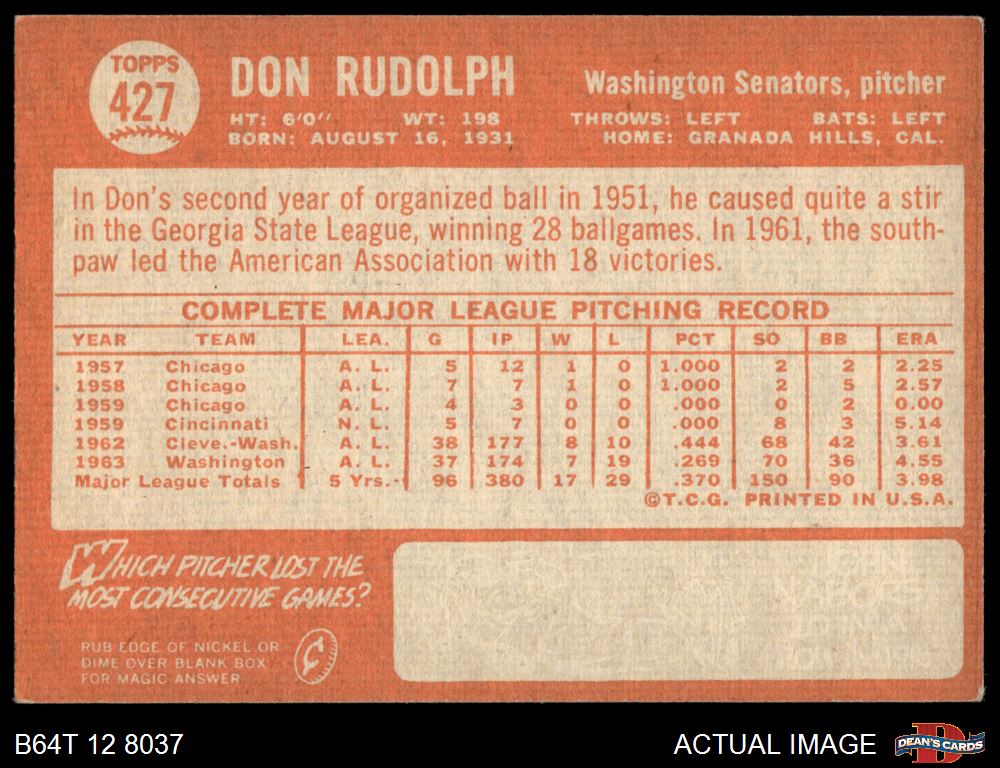 TOPPS
427
DON RUDOLPH
Washington Senators, pitcher
HT: 6'0" WT: 198
THROWS: LEFT BATS: LEFT
BORN: AUGUST 16, 1931
HOME: GRANADA HILLS, CAL.
In Don's second year of organized ball in 1951, he caused quite a stir
in the Georgia State League, winning 28 ballgames. In 1961, the south-
paw led the American Association with 18 victories.
COMPLETE MAJOR LEAGUE PITCHING RECORD
YEAR TEAM LEA. G IP W L PCT SO BB ERA
1957 Chicago A. L. 5 12 1 0 1.000 2 2 2.25
1958 Chicago A. L. 7 7 1 0 1.000 2 5 2.57
1959 Chicago A. L. 4 3 0 0 .000 0 2 0.00
1959 Cincinnati N. L. 5 7 0 0 .000 8 3 5.14
1962 Cleve.-Wash. A. L. 38 177 8 10 .444 68 42 3.61
1963 Washington A. L. 37 174 7 19 .269 70 36 4.55
Major League Totals 5 Yrs. 96 380 17 29 .370 150 90 3.98
©T.C.G. PRINTED IN U.S.A.
WHICH PITCHER LOST THE
MOST CONSECUTIVE GAMES?
RUB EDGE OF NICKEL OR
DIME OVER BLANK BOX
FOR MAGIC ANSWER
B64T 12 8037
ACTUAL IMAGE
DEAN'S CARDS